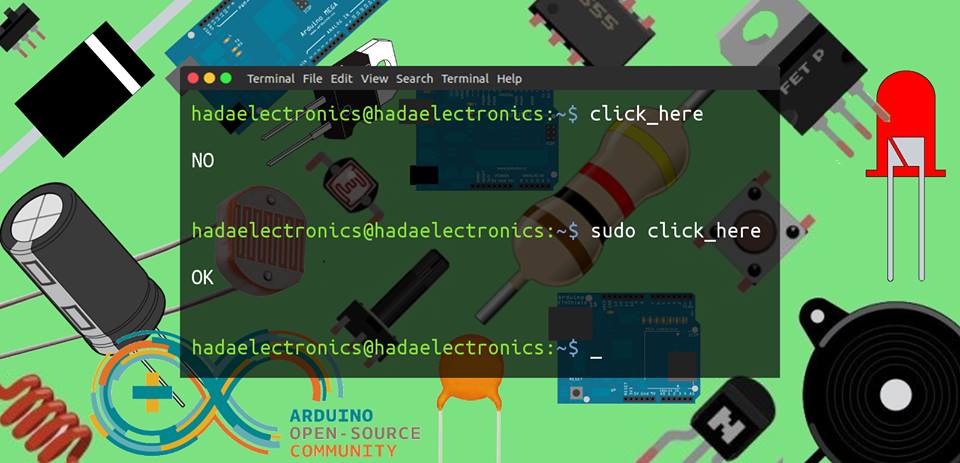 Arduino MEGA
555
FET P
Terminal File Edit View Search Terminal Help
hadaelectronics@hadaelectronics:~$ click_here
NO
hadaelectronics@hadaelectronics:~$ sudo click_here
OK
hadaelectronics@hadaelectronics:~$ _
ARDUINO
OPEN-SOURCE
COMMUNITY
N